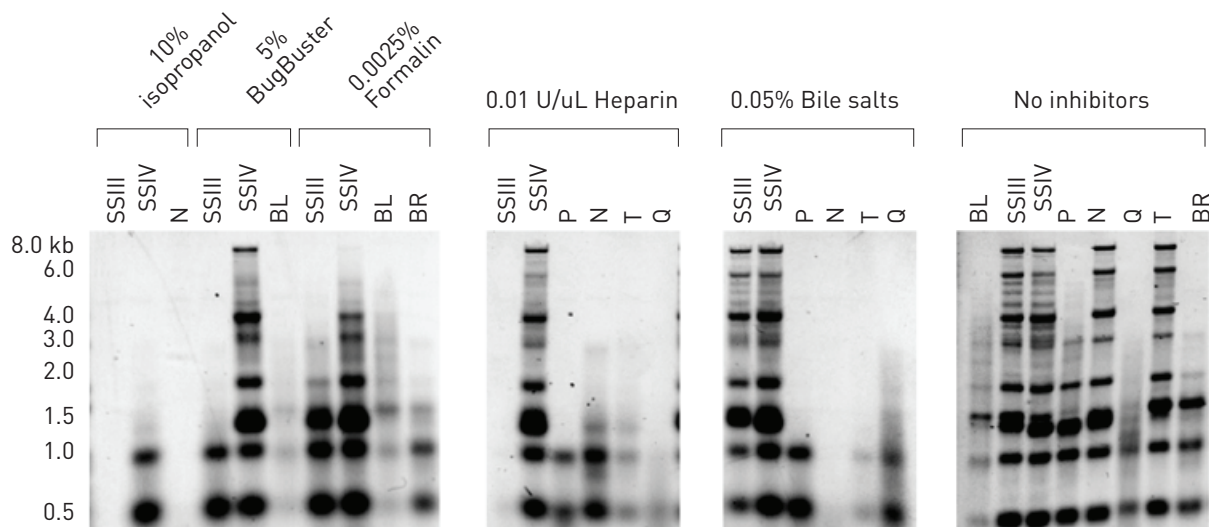 10%
isopropanol
5%
BugBuster
0.0025%
Formalin
0.01 U/uL Heparin
0.05% Bile salts
No inhibitors
SSIII SSIV N SSIII SSIV BL SSIII SSIV BL BR
SSIII SSIV P N T Q
SSIII SSIV P N T Q
BL SSIII SSIV P N Q T BR
8.0 kb
6.0
4.0
3.0
2.0
1.5
1.0
0.5